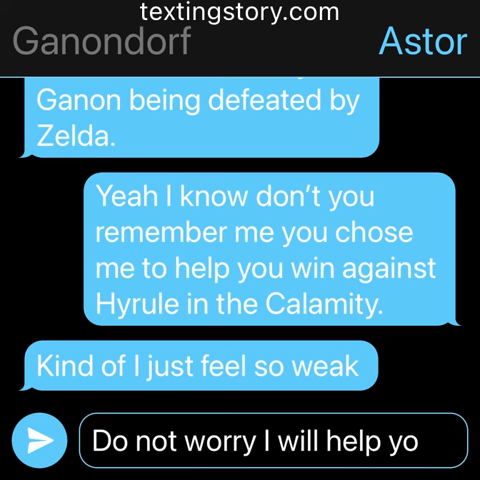 textingstory.com
Ganondorf
Astor
Ganon being defeated by
Zelda.
Yeah I know don’t you
remember me you chose
me to help you win against
Hyrule in the Calamity.
Kind of I just feel so weak
Do not worry I will help yo